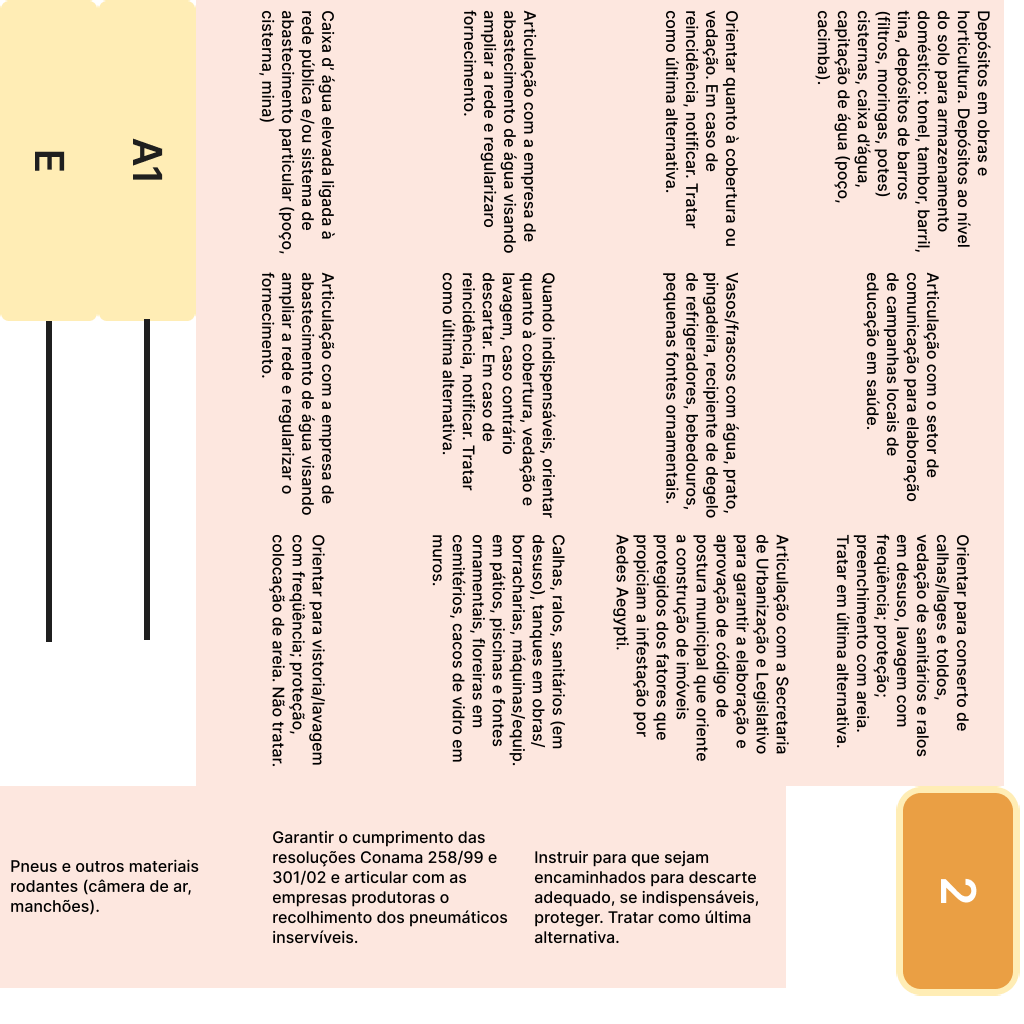 A1
E
Caixa d' água elevada ligada à
rede pública e/ou sistema de
abastecimento particular (poço,
cisterna, mina)
Articulação com a empresa de
abastecimento de água visando
ampliar a rede e regularizaro
fornecimento.
Orientar quanto à cobertura ou
vedação. Em caso de
reincidência, notificar. Tratar
como última alternativa.
Depósitos em obras e
horticultura. Depósitos ao nível
do solo para armazenamento
doméstico: tonel, tambor, barril,
tina, depósitos de barros
(filtros, moringas, potes)
cisternas, caixa d'água,
capitação de água (poço,
cacimba).
Articulação com a empresa de
abastecimento de água visando
ampliar a rede e regularizar o
fornecimento.
Quando indispensáveis, orientar
quanto à cobertura, vedação e
lavagem, caso contrário
descartar. Em caso de
reincidência, notificar. Tratar
como última alternativa.
Vasos/frascos com água, prato,
pingadeira, recipiente de degelo
de refrigeradores, bebedouros,
pequenas fontes ornamentais.
Articulação com o setor de
comunicação para elaboração
de campanhas locais de
educação em saúde.
Orientar para vistoria/lavagem
com freqüência; proteção,
colocação de areia. Não tratar.
Calhas, ralos, sanitários (em
desuso), tanques em obras/
borracharias, máquinas/equip.
em pátios, piscinas e fontes
ornamentais, floreiras em
cemitérios, cacos de vidro em
muros.
Articulação com a Secretaria
de Urbanização e Legislativo
para garantir a elaboração e
aprovação de código de
postura municipal que oriente
a construção de imóveis
protegidos dos fatores que
propiciam a infestação por
Aedes Aegypti.
Orientar para conserto de
calhas/lages e toldos,
vedação de sanitários e ralos
em desuso, lavagem com
freqüência; proteção;
preenchimento com areia.
Tratar em última alternativa.
Pneus e outros materiais
rodantes (câmera de ar,
manchões).
Garantir o cumprimento das
resoluções Conama 258/99 e
301/02 e articular com as
empresas produtoras o
recolhimento dos pneumáticos
inservíveis.
Instruir para que sejam
encaminhados para descarte
adequado, se indispensáveis,
proteger. Tratar como última
alternativa.
2